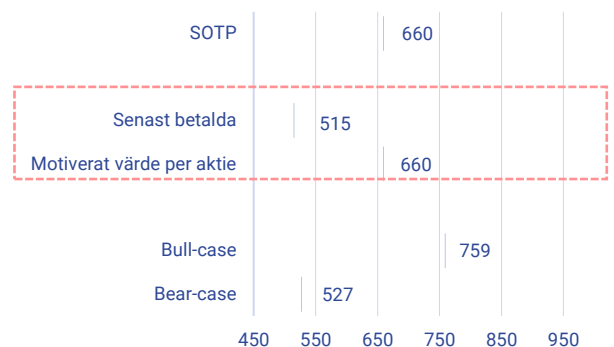 SOTP 660
Senast betalda 515
Motiverat värde per aktie 660
Bull-case 759
Bear-case 527
450 550 650 750 850 950